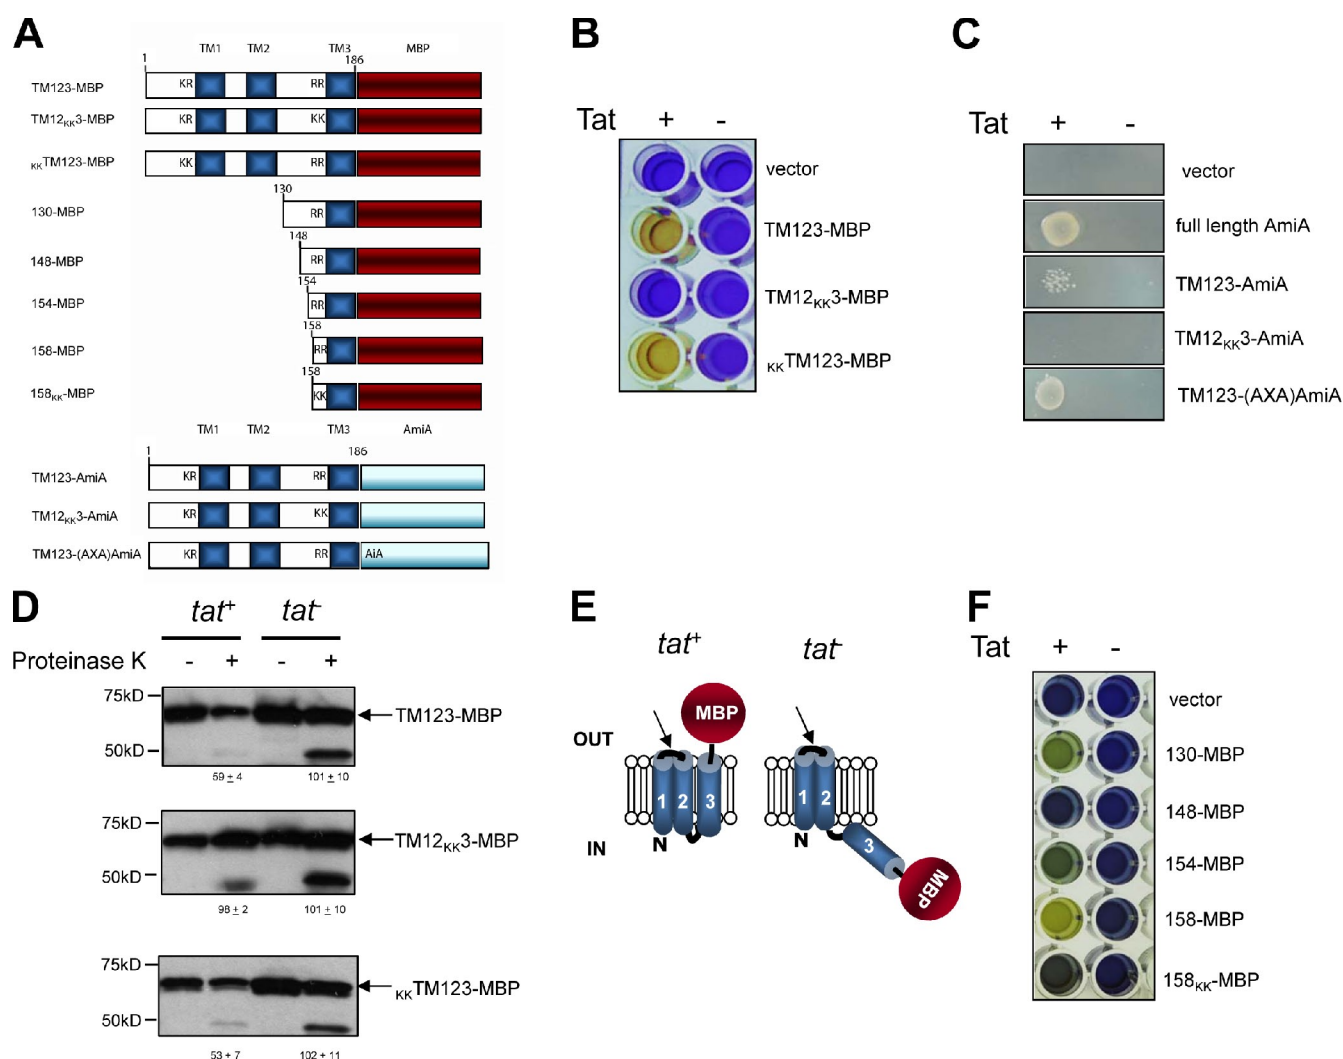 A
TM1 TM2 TM3 MBP
1 186
TM123-MBP KR RR
TM12KK3-MBP KR KK
KKTM123-MBP KK RR
130
130-MBP RR
148
148-MBP RR
154
154-MBP RR
158
158-MBP RR
158
158KK-MBP KK
TM1 TM2 TM3 AmiA
1 186
TM123-AmiA KR RR
TM12KK3-AmiA KR KK
TM123-(AXA)AmiA KR RR AiA
B
Tat + -
vector
TM123-MBP
TM12KK3-MBP
KKTM123-MBP
C
Tat + -
vector
full length AmiA
TM123-AmiA
TM12KK3-AmiA
TM123-(AXA)AmiA
D
tat+ tat-
Proteinase K - + - +
75kD
TM123-MBP
50kD
59 ± 4 101 ± 10
75kD
TM12KK3-MBP
50kD
98 ± 2 101 ± 10
75kD
KKTM123-MBP
50kD
53 + 7 102 + 11
E
tat+ tat-
MBP
OUT
1 2 3 1 2
N N 3
IN
MBP
F
Tat + -
vector
130-MBP
148-MBP
154-MBP
158-MBP
158KK-MBP